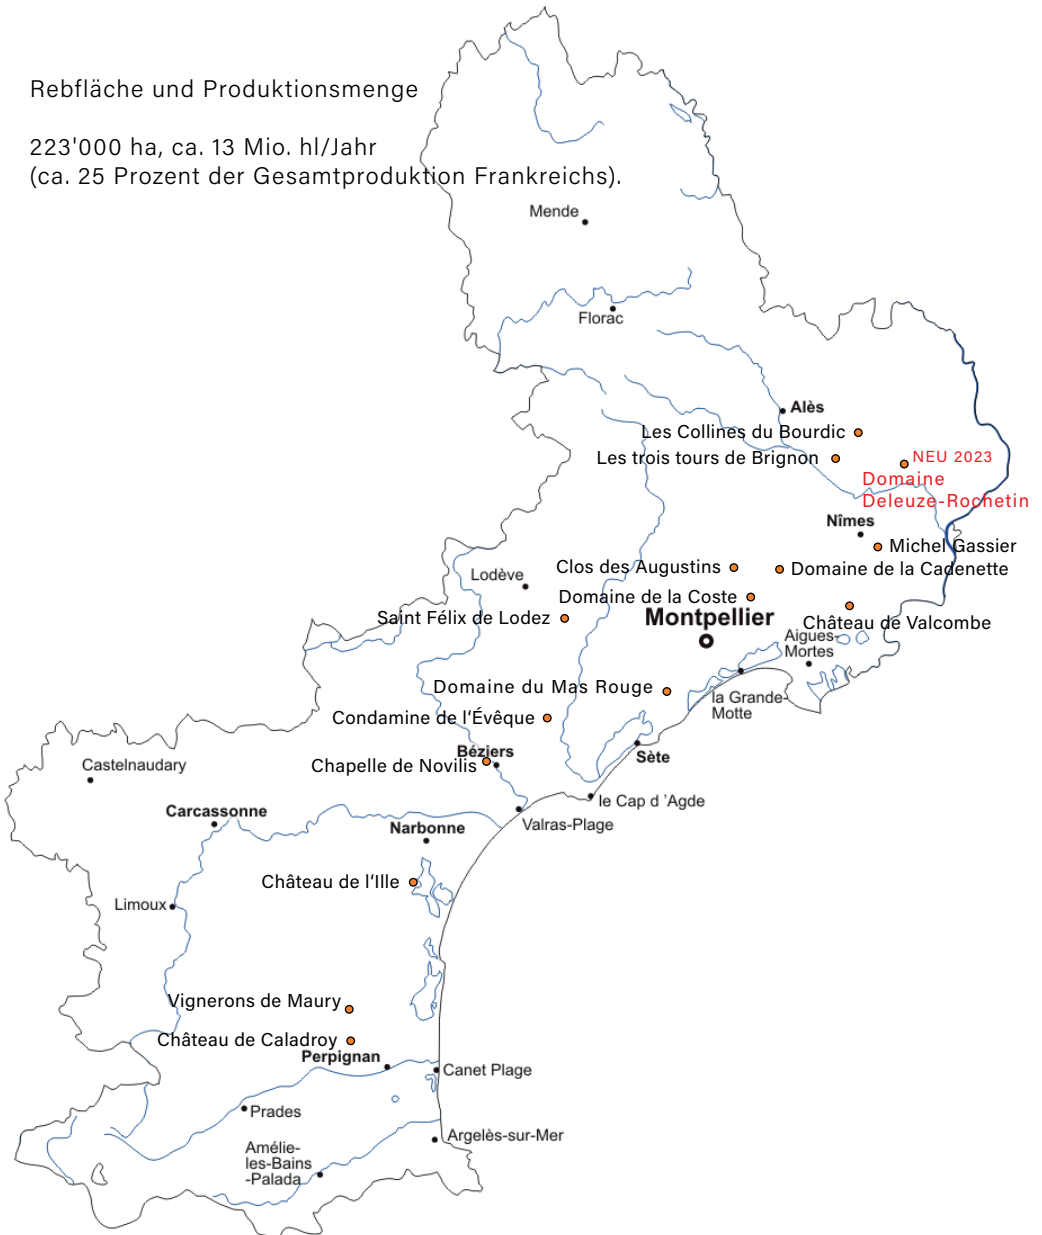 Rebfläche und Produktionsmenge
223'000 ha, ca. 13 Mio. hl/Jahr
(ca. 25 Prozent der Gesamtproduktion Frankreichs).
Mende
Florac
Alès
Les Collines du Bourdic
Les trois tours de Brignon
NEU 2023
Domaine
Deleuze-Rochetin
Nîmes
Michel Gassier
Clos des Augustins
Domaine de la Cadenette
Lodève
Domaine de la Coste
Saint Félix de Lodez
Montpellier
Château de Valcombe
Aigues-
Mortes
Domaine du Mas Rouge
la Grande-
Motte
Condamine de l‘Évêque
Béziers
Sète
Chapelle de Novilis
Castelnaudary
le Cap d ’Agde
Carcassonne
Valras-Plage
Narbonne
Château de l‘Ille
Limoux
Vignerons de Maury
Château de Caladroy
Perpignan
Canet Plage
Prades
Argelès-sur-Mer
Amélie-
les-Bains
-Palada